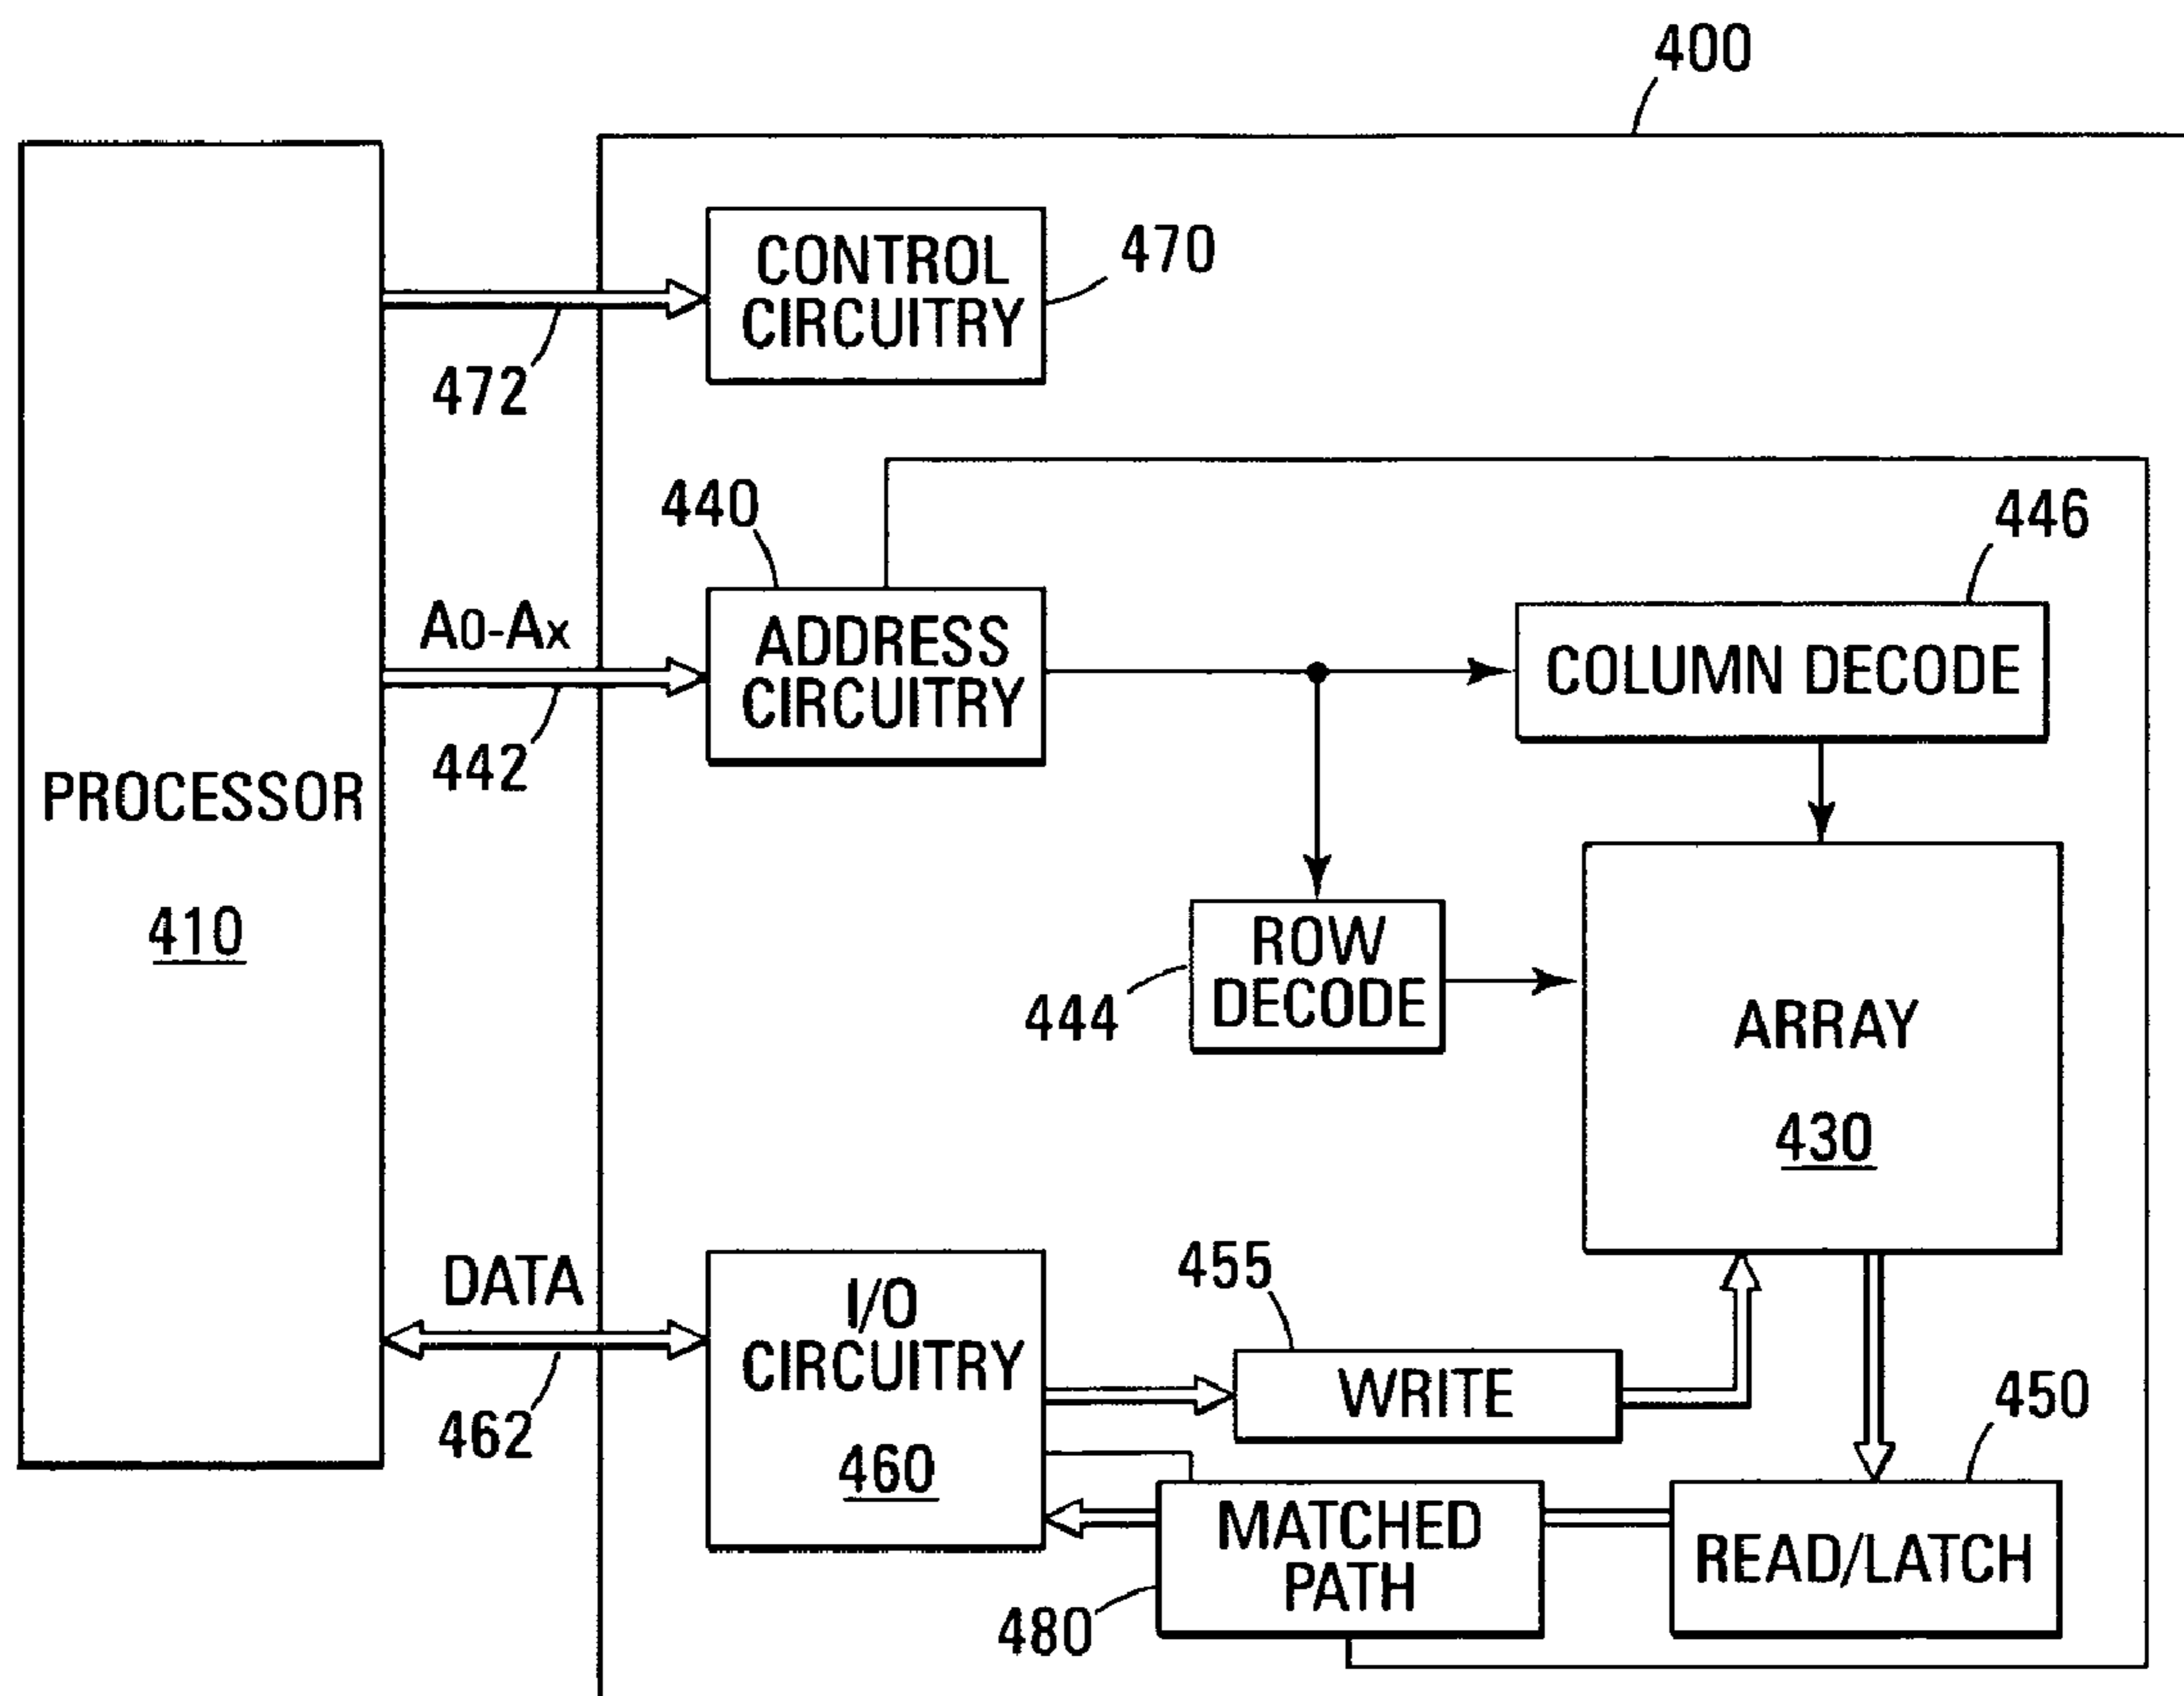 400
CONTROL
CIRCUITRY
470
472
440
446
A0-Ax
ADDRESS
CIRCUITRY
COLUMN DECODE
442
PROCESSOR
410
ROW
DECODE
444
ARRAY
430
DATA
455
I/O
CIRCUITRY
460
WRITE
450
462
MATCHED
PATH
READ/LATCH
480